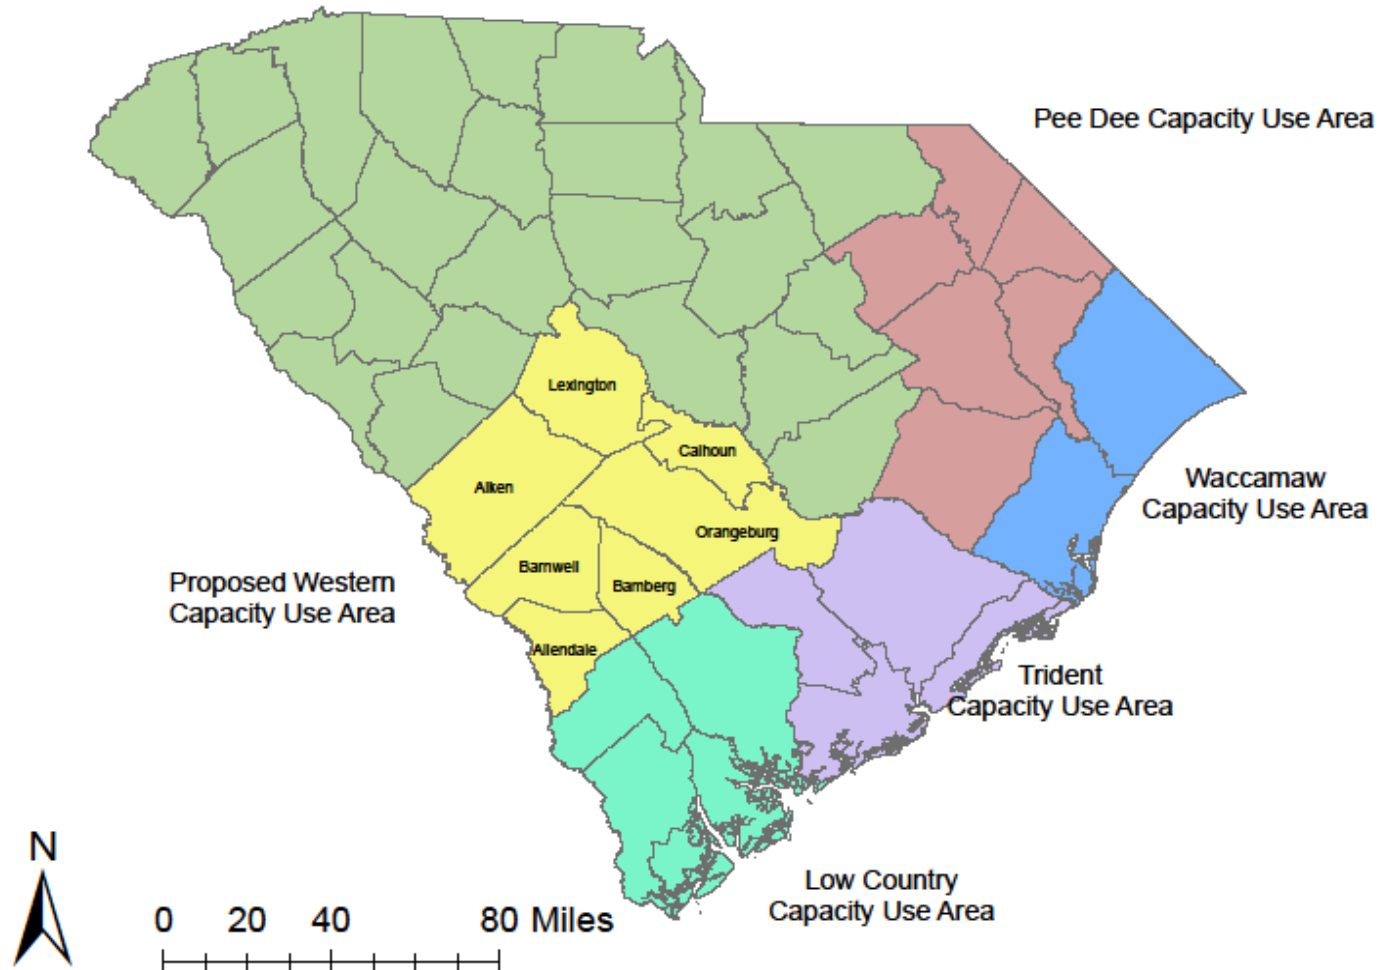 Pee Dee Capacity Use Area
Lexington
Calhoun
Aiken
Waccamaw
Capacity Use Area
Orangeburg
Barnwell
Bamberg
Proposed Western
Capacity Use Area
Allendale
Trident
Capacity Use Area
N
Low Country
Capacity Use Area
0 20 40 80 Miles